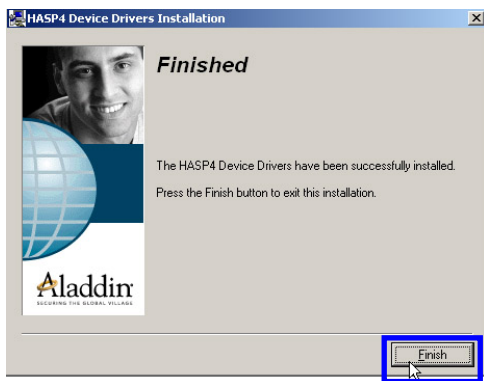 HASP4 Device Drivers Installation
Finished
The HASP4 Device Drivers have been successfully installed.
Press the Finish button to exit this installation.
Aladdin
SECURING THE GLOBAL VILLAGE
Finish